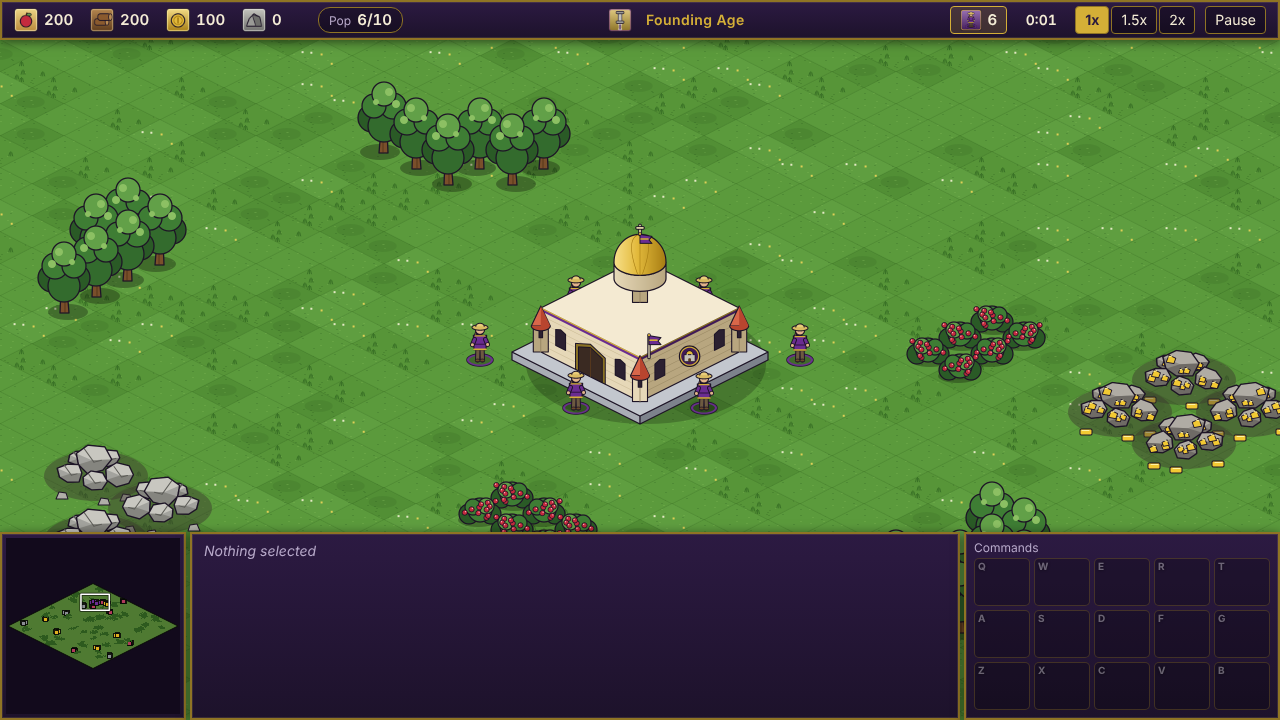 200
200
100
0
Pop 6/10
Founding Age
6
0:01
1x
1.5x
2x
Pause
Nothing selected
Commands
Q W E R T
A S D F G
Z X C V B